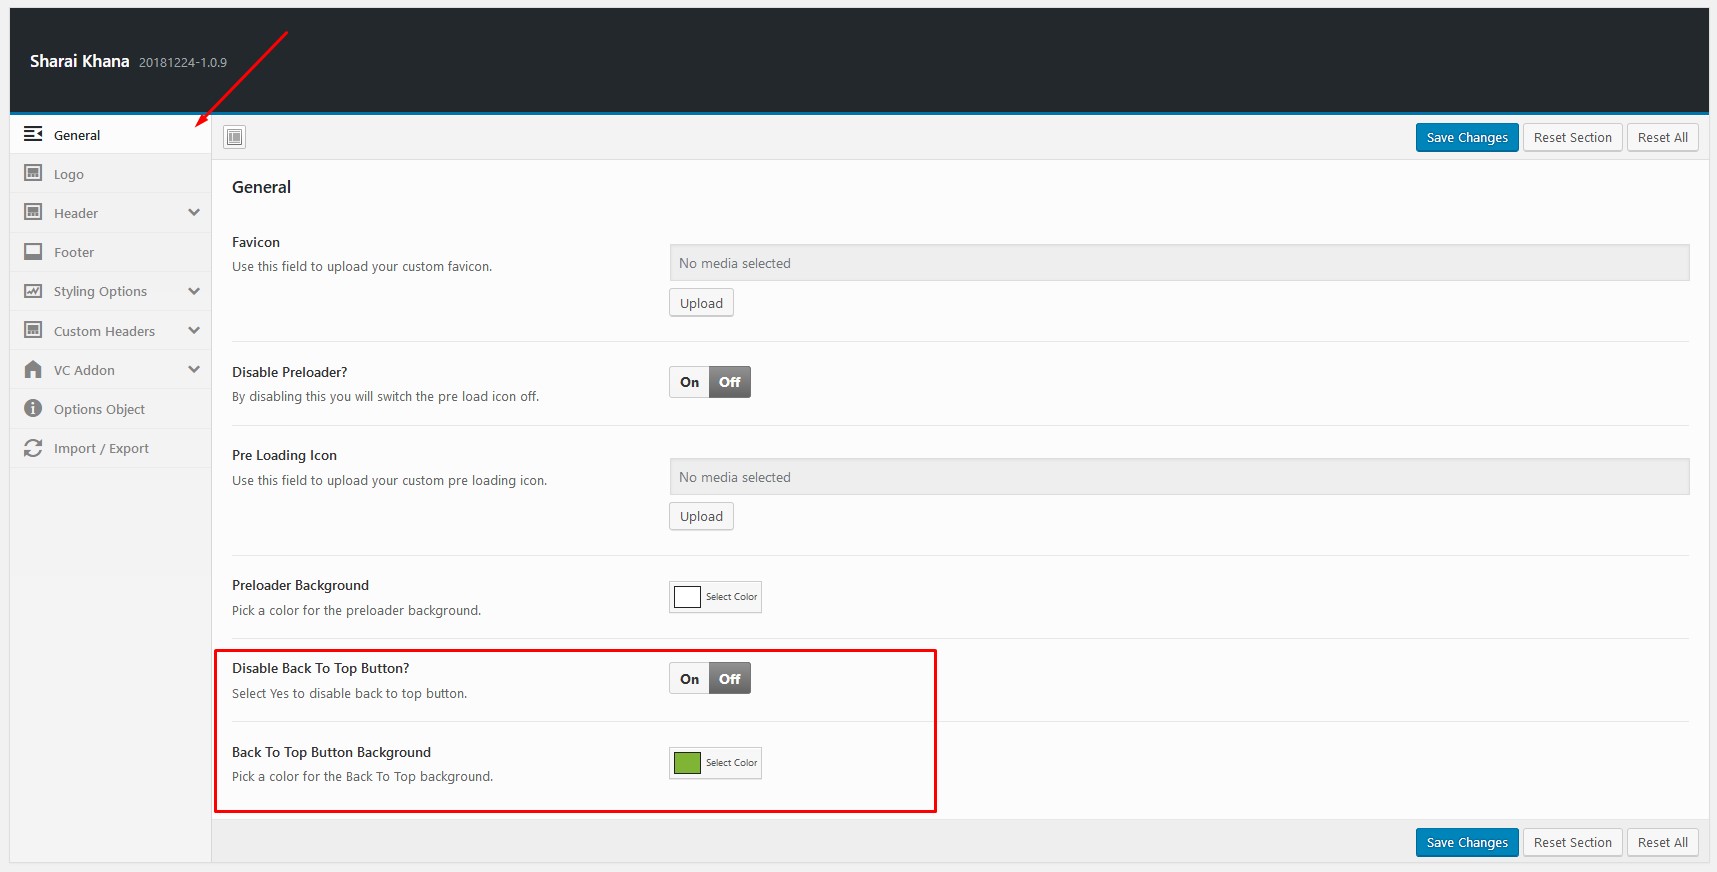 Sharai Khana 20181224-1.0.9
General
Logo
Header
Footer
Styling Options
Custom Headers
VC Addon
Options Object
Import / Export
Save Changes Reset Section Reset All
General
Favicon
Use this field to upload your custom favicon.
No media selected
Upload
Disable Preloader?
By disabling this you will switch the pre load icon off.
On Off
Pre Loading Icon
Use this field to upload your custom pre loading icon.
No media selected
Upload
Preloader Background
Pick a color for the preloader background.
Select Color
Disable Back To Top Button?
Select Yes to disable back to top button.
On Off
Back To Top Button Background
Pick a color for the Back To Top background.
Select Color
Save Changes Reset Section Reset All